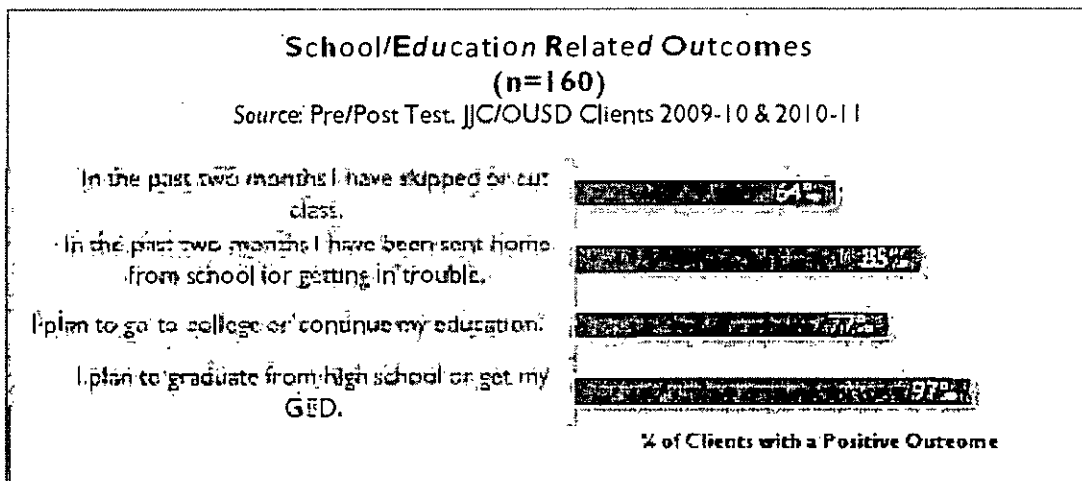 School/Education Related Outcomes
(n=160)
Source: Pre/Post Test. JJC/OUSD Clients 2009-10 & 2010-11
In the past two months I have skipped or cut
class.
64%
In the past two months I have been sent home
from school for getting in trouble.
85%
I plan to go to college or continue my education.
77%
I plan to graduate from high school or get my
GED.
97%
% of Clients with a Positive Outcome